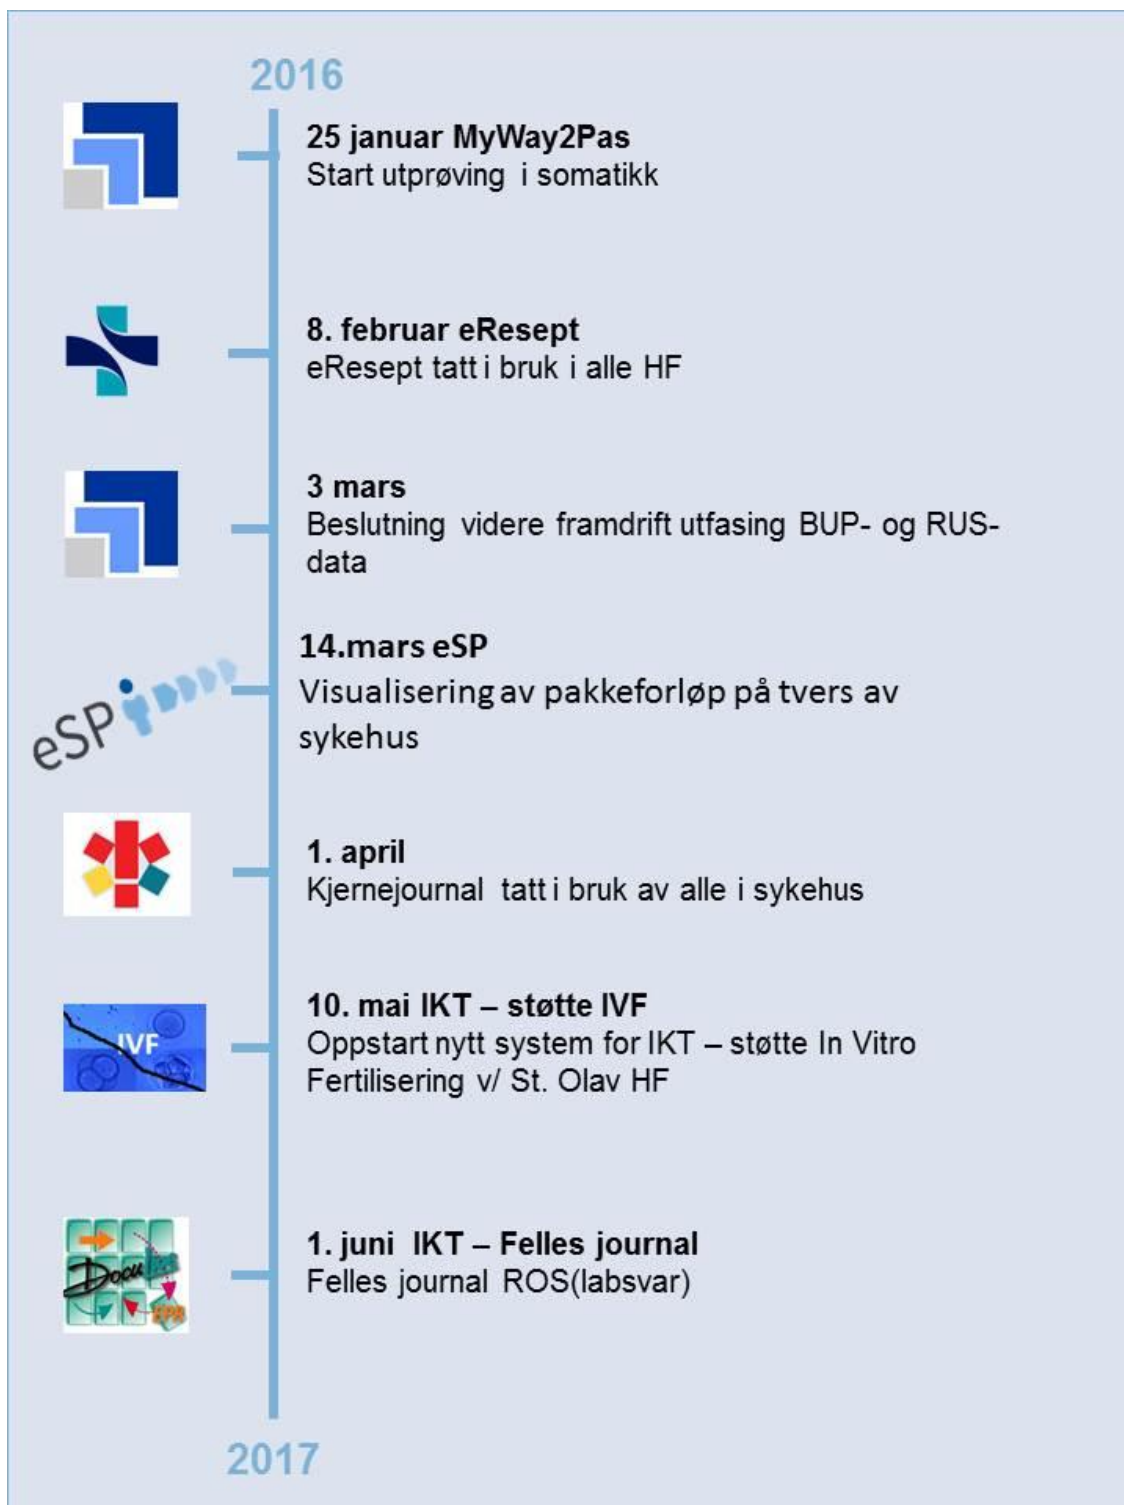 2016
25 januar MyWay2Pas
Start utprøving i somatikk
8. februar eResept
eResept tatt i bruk i alle HF
3 mars
Beslutning videre framdrift utfasing BUP- og RUS-
data
14.mars eSP
Visualisering av pakkeforløp på tvers av
sykehus
eSP
1. april
Kjernejournal tatt i bruk av alle i sykehus
10. mai IKT – støtte IVF
Oppstart nytt system for IKT – støtte In Vitro
Fertilisering v/ St. Olav HF
IVF
1. juni IKT – Felles journal
Felles journal ROS(labsvar)
Docu
EPR
2017